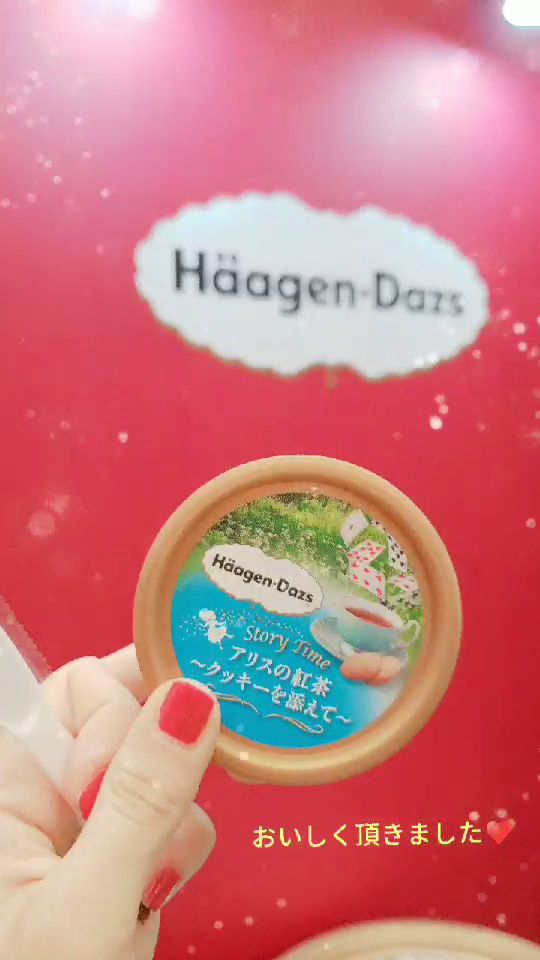 Häagen-Dazs
Häagen-Dazs
Story Time
アリスの紅茶
～クッキーを添えて～
おいしく頂きました❤